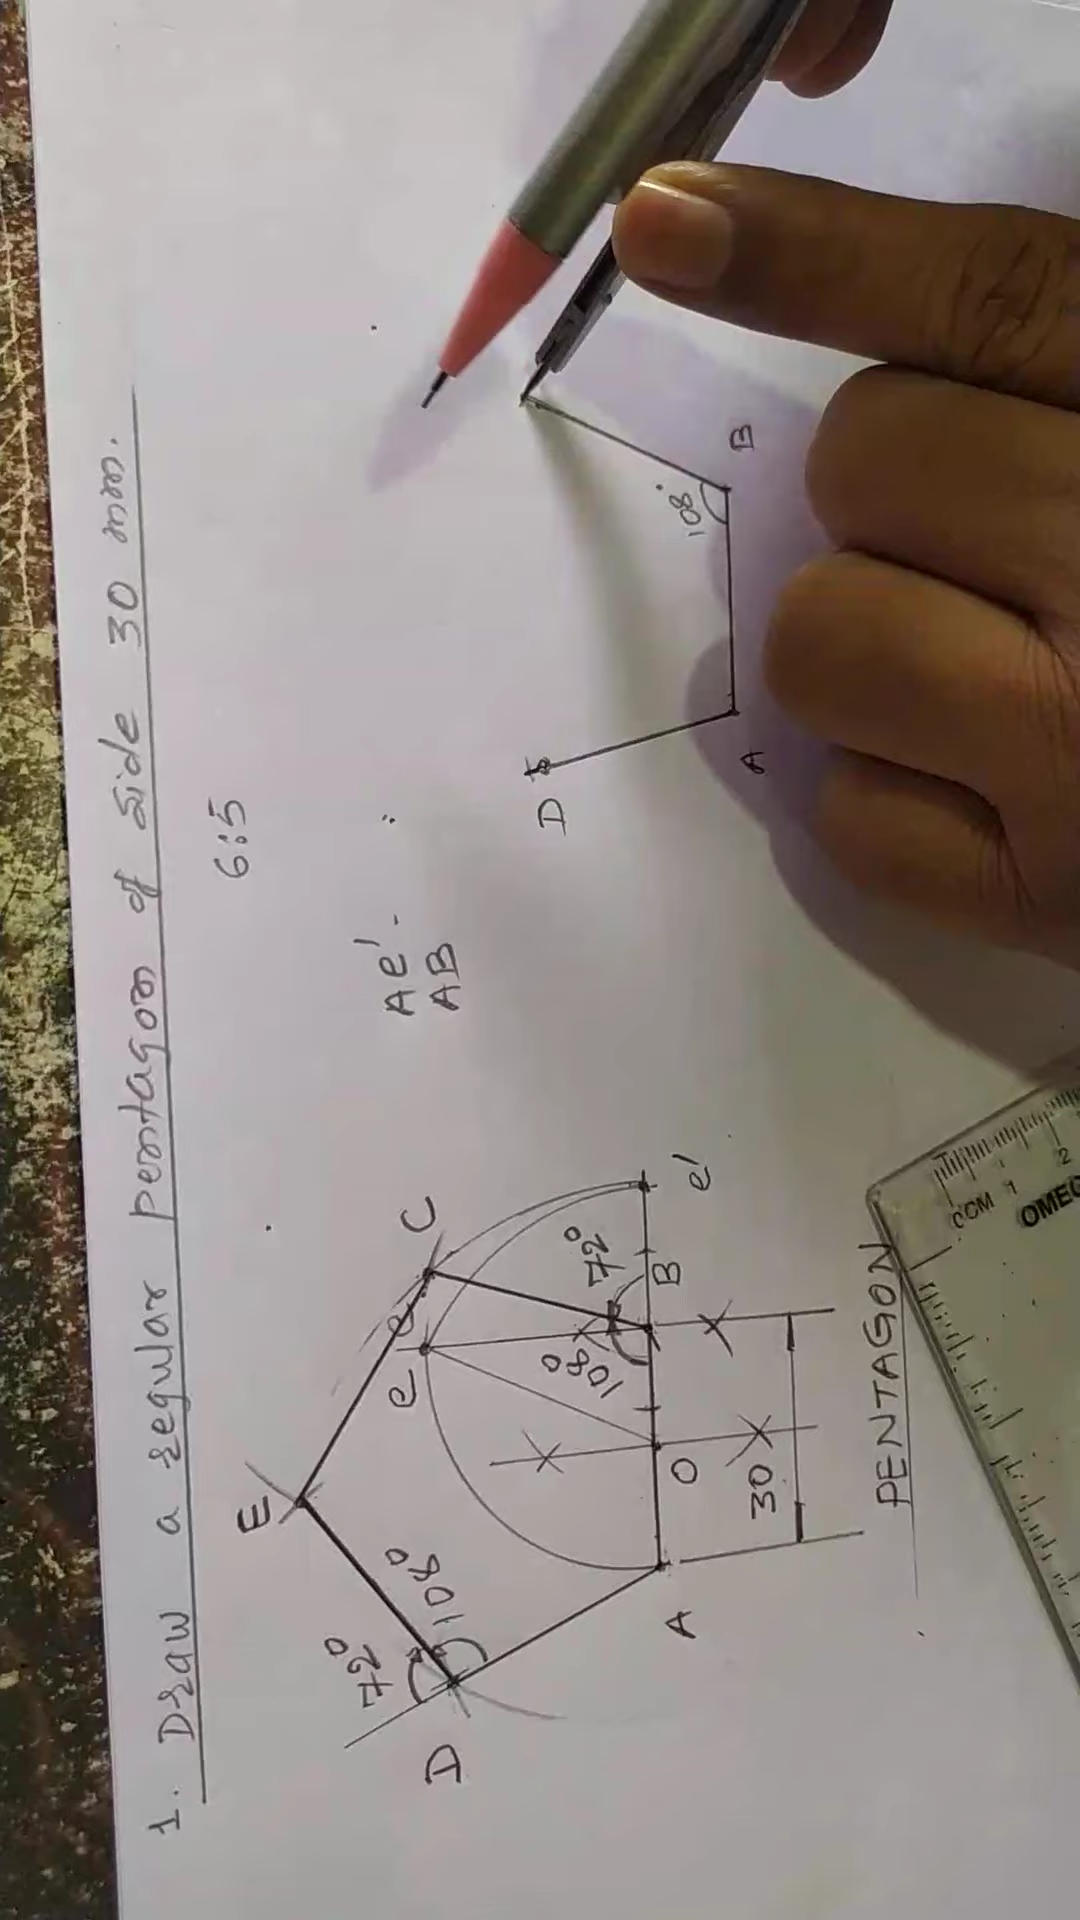 1. Draw a regular pentagon of side 30 mm.
6:5
Ae'
AB
E
C
e
72°
108°
D
108°
72°
e'
A
O
B
30
PENTAGON
D
108°
A
B
CCM 1 2
OMEG